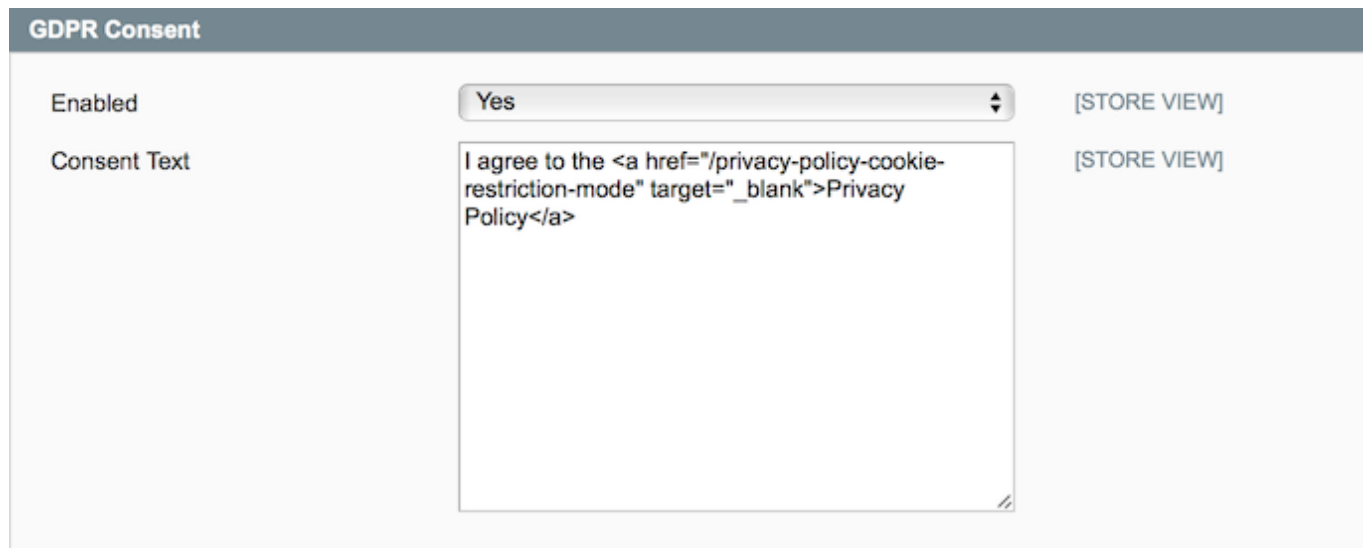 GDPR Consent
Enabled
Yes
[STORE VIEW]
Consent Text
I agree to the <a href="/privacy-policy-cookie-
restriction-mode" target="_blank">Privacy
Policy</a>
[STORE VIEW]